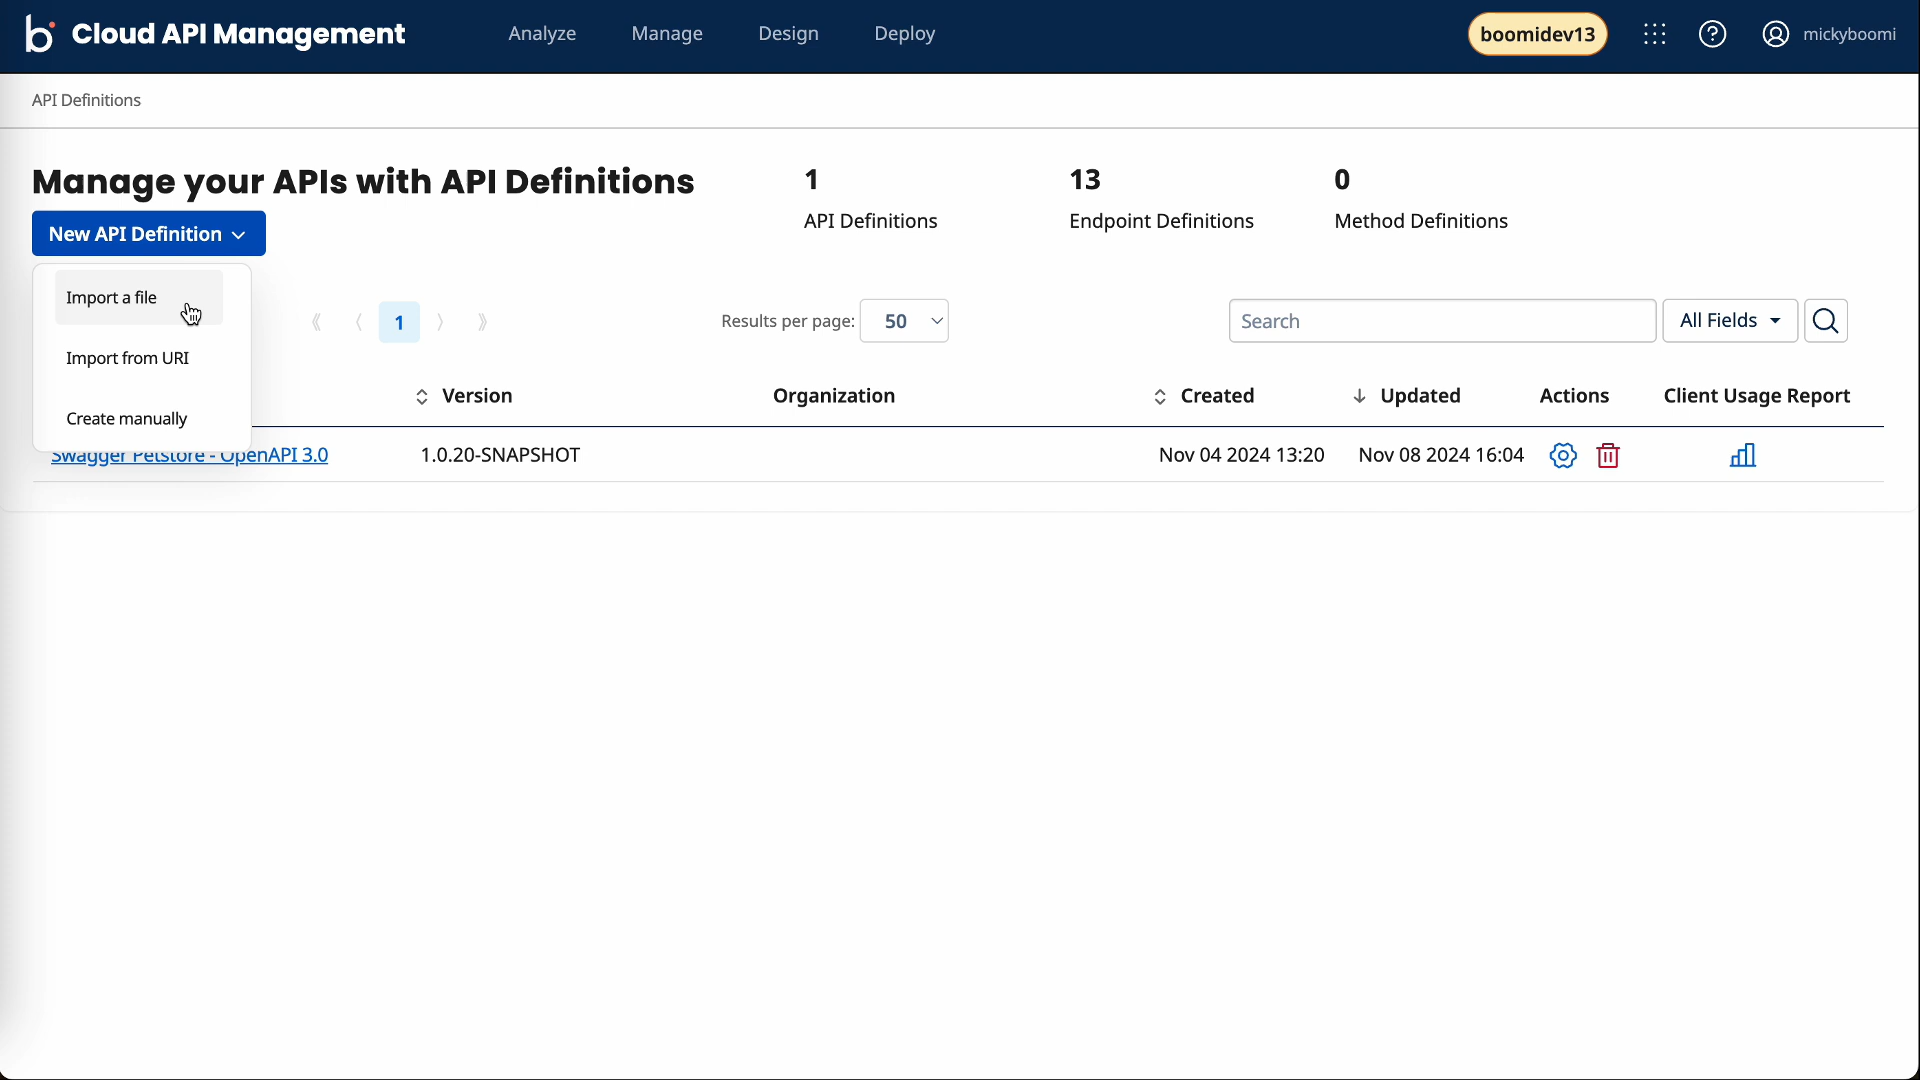 b Cloud API Management Analyze Manage Design Deploy boomidev13 mickyboomi
API Definitions
Manage your APIs with API Definitions
1 13 0
API Definitions Endpoint Definitions Method Definitions
New API Definition
Import a file
Import from URI
Create manually
1 Results per page: 50 Search All Fields
Version Organization Created Updated Actions Client Usage Report
Swagger Petstore - OpenAPI 3.0 1.0.20-SNAPSHOT Nov 04 2024 13:20 Nov 08 2024 16:04